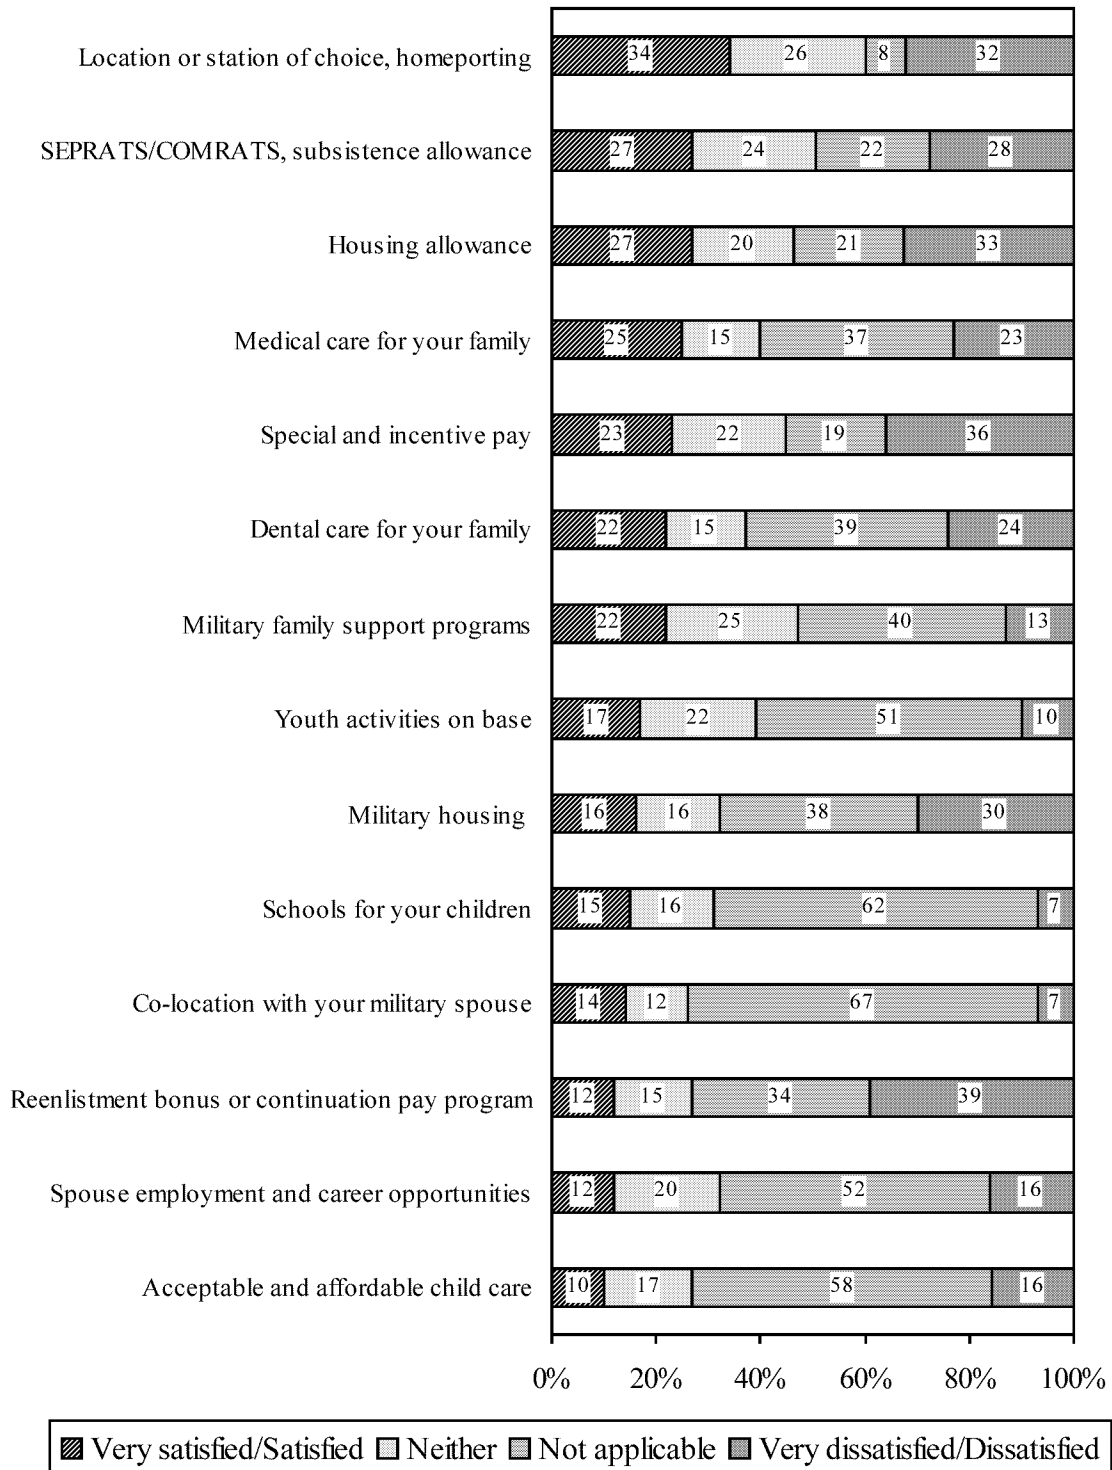 Location or station of choice, homeporting 34 26 8 32
SEPRATS/COMRATS, subsistence allowance 27 24 22 28
Housing allowance 27 20 21 33
Medical care for your family 25 15 37 23
Special and incentive pay 23 22 19 36
Dental care for your family 22 15 39 24
Military family support programs 22 25 40 13
Youth activities on base 17 22 51 10
Military housing 16 16 38 30
Schools for your children 15 16 62 7
Co-location with your military spouse 14 12 67 7
Reenlistment bonus or continuation pay program 12 15 34 39
Spouse employment and career opportunities 12 20 52 16
Acceptable and affordable child care 10 17 58 16
0% 20% 40% 60% 80% 100%
Very satisfied/Satisfied Neither Not applicable Very dissatisfied/Dissatisfied